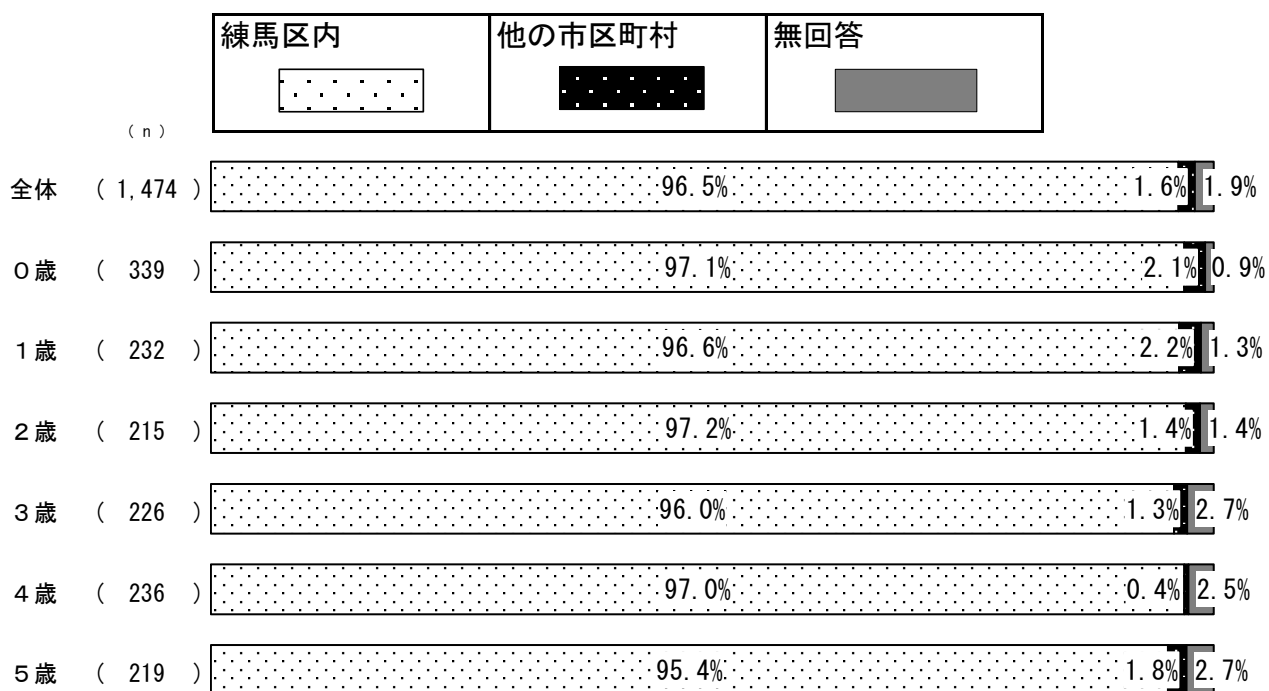 練馬区内 他の市区町村 無回答
（ｎ）
全体 （ 1,474 ） 96.5% 1.6% 1.9%
０歳 （ 339 ） 97.1% 2.1% 0.9%
１歳 （ 232 ） 96.6% 2.2% 1.3%
２歳 （ 215 ） 97.2% 1.4% 1.4%
３歳 （ 226 ） 96.0% 1.3% 2.7%
４歳 （ 236 ） 97.0% 0.4% 2.5%
５歳 （ 219 ） 95.4% 1.8% 2.7%